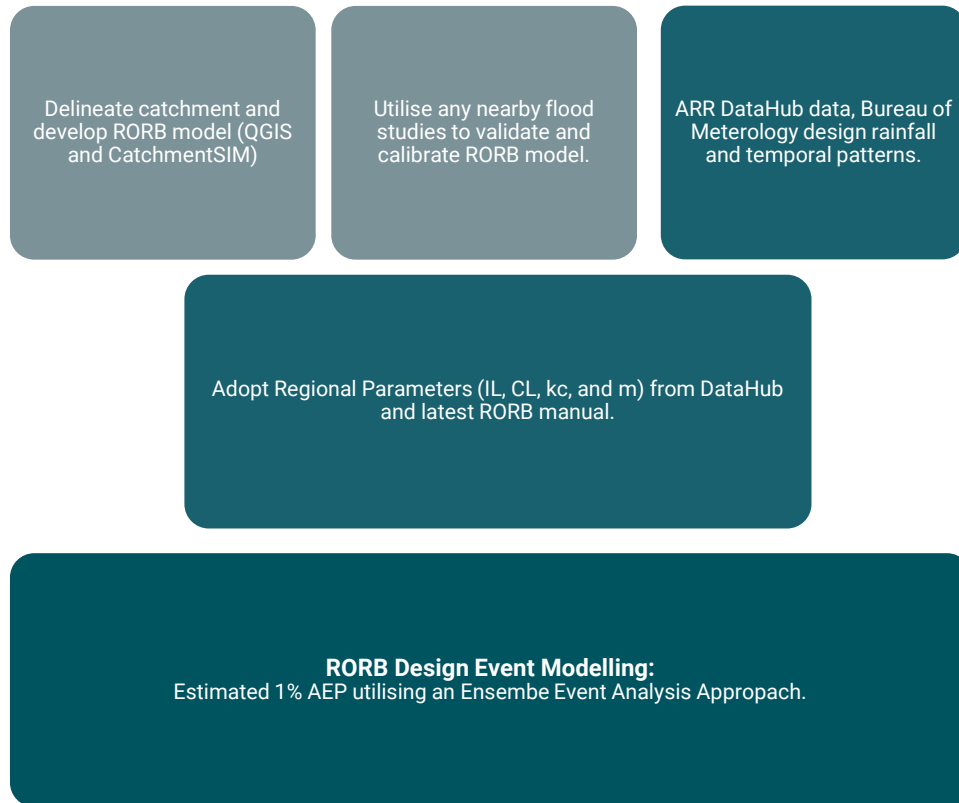 Delineate catchment and
develop RORB model (QGIS
and CatchmentSIM)
Utilise any nearby flood
studies to validate and
calibrate RORB model.
ARR DataHub data, Bureau of
Meterology design rainfall
and temporal patterns.
Adopt Regional Parameters (IL, CL, kc, and m) from DataHub
and latest RORB manual.
RORB Design Event Modelling:
Estimated 1% AEP utilising an Ensembe Event Analysis Appropach.